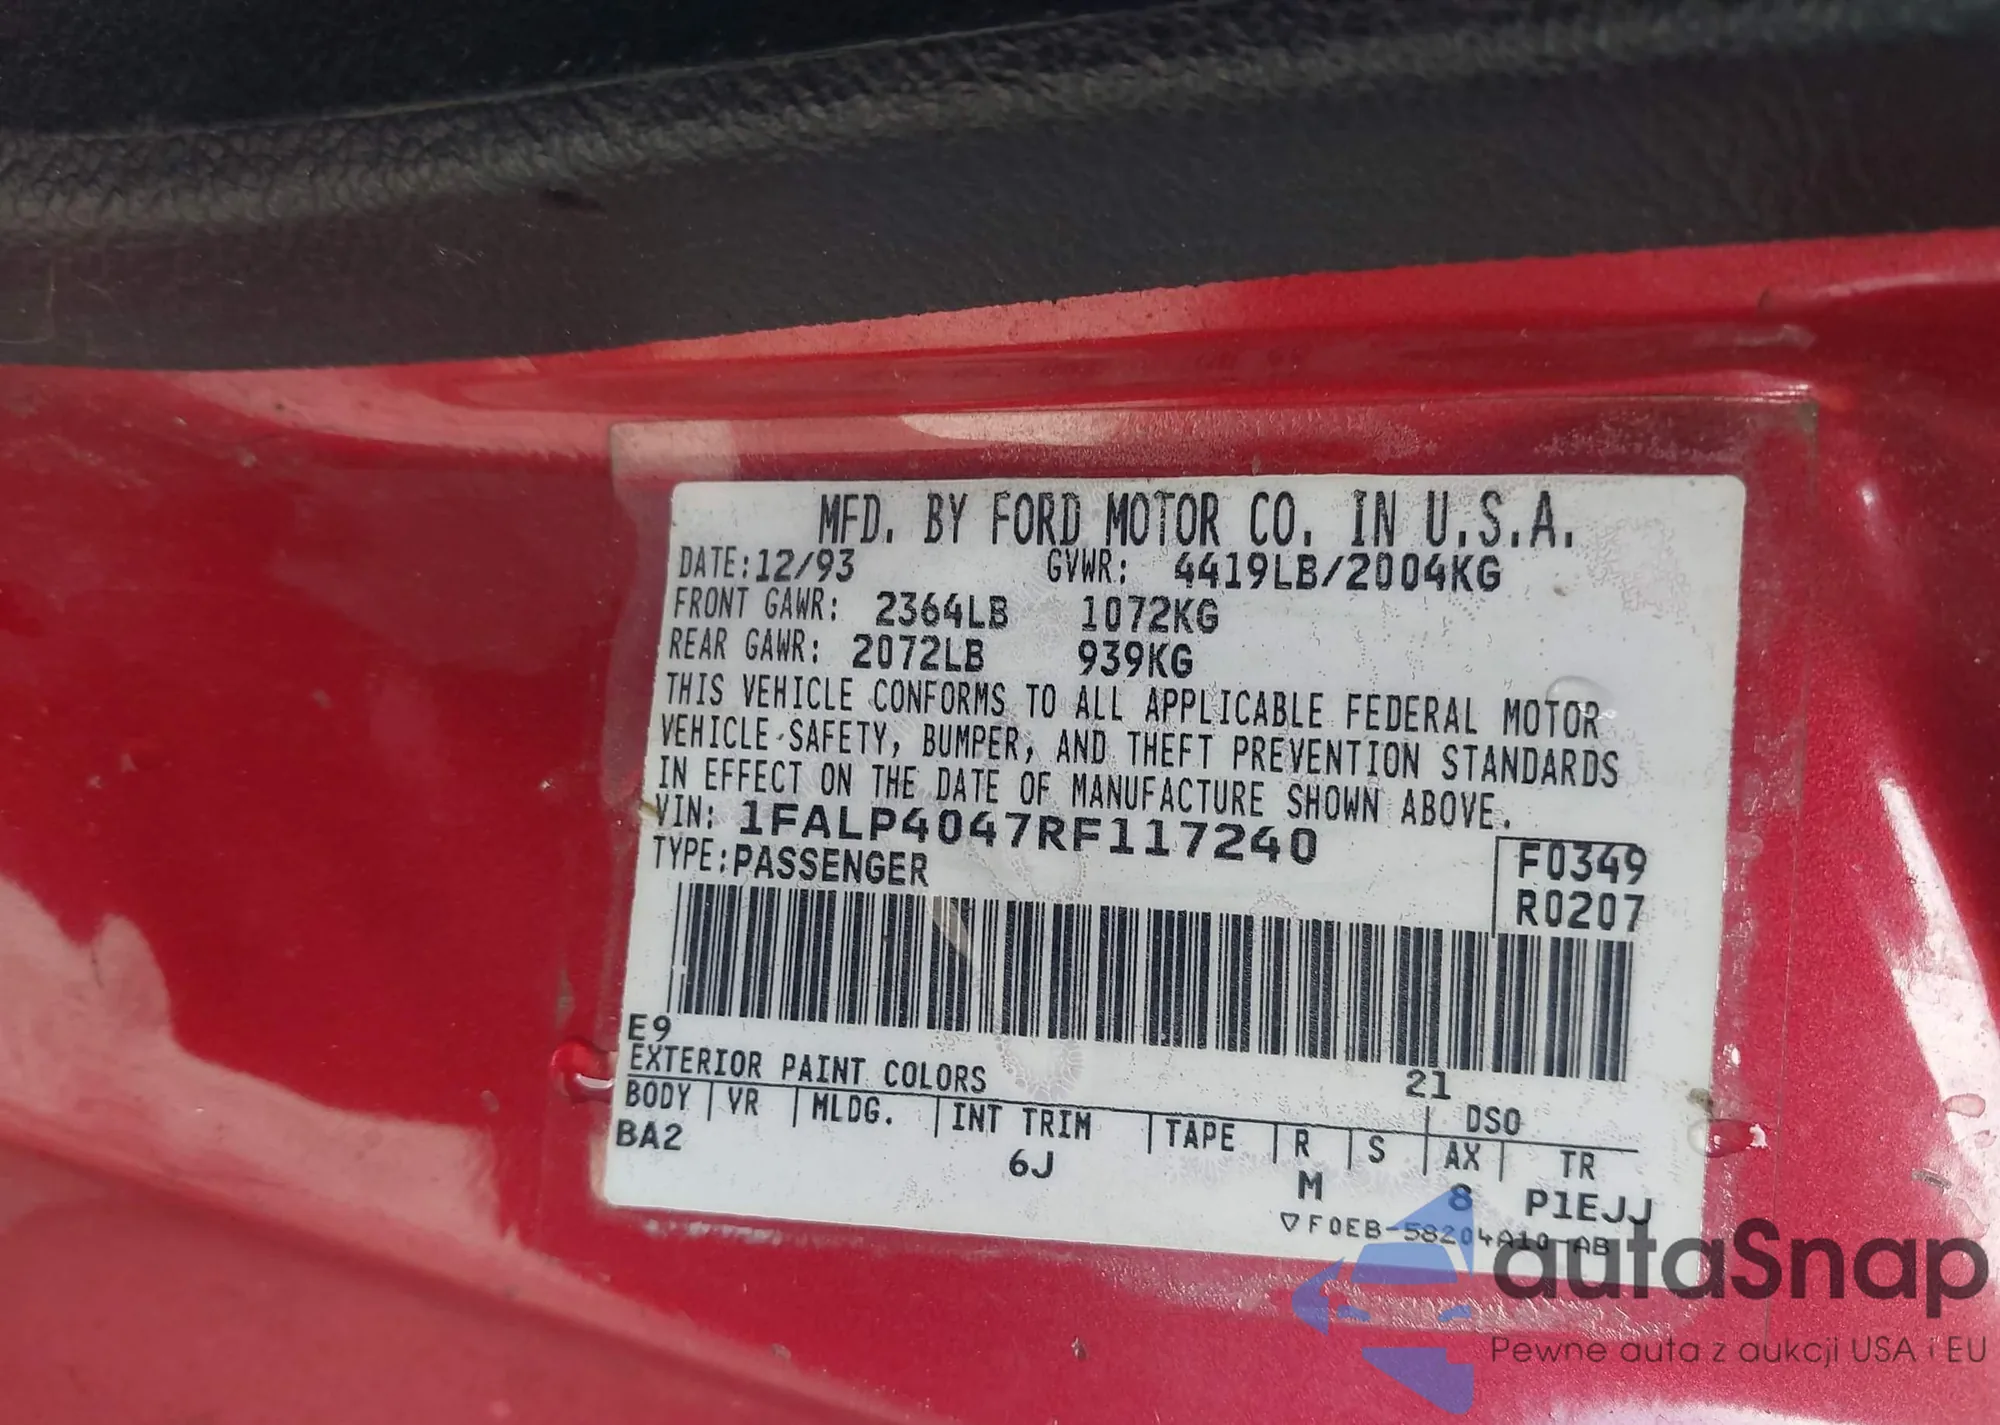 MFD. BY FORD MOTOR CO. IN U.S.A.
DATE:12/93 GVWR: 4419LB/2004KG
FRONT GAWR: 2364LB 1072KG
REAR GAWR: 2072LB 939KG
THIS VEHICLE CONFORMS TO ALL APPLICABLE FEDERAL MOTOR
VEHICLE SAFETY, BUMPER, AND THEFT PREVENTION STANDARDS
IN EFFECT ON THE DATE OF MANUFACTURE SHOWN ABOVE.
VIN: 1FALP4047RF117240
TYPE:PASSENGER
F0349
R0207
E9
EXTERIOR PAINT COLORS 21
BODY VR MLDG. INT TRIM TAPE R S AX TR
DSO
BA2 6J M 8 P1EJJ
F0EB-58204A10-AB
autaSnap
Pewne auta z aukcji USA i EU